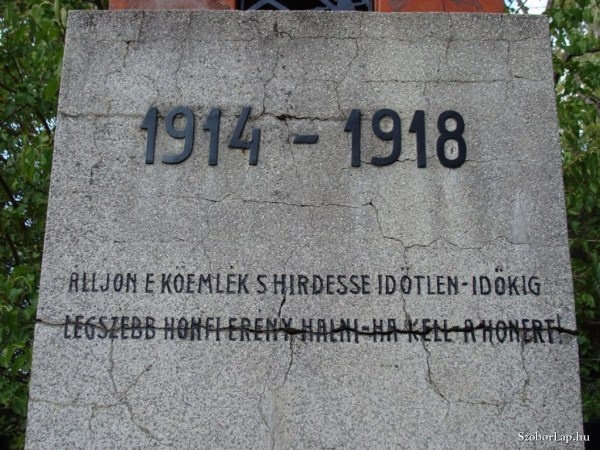 1914 - 1918
ÁLLJON E KŐEMLÉK S HIRDESSE IDŐTLEN-IDŐKIG
LEGSZEBB HONFI ERÉNY HALNI-HA KELL-A HONÉRT!
SzoborLap.hu